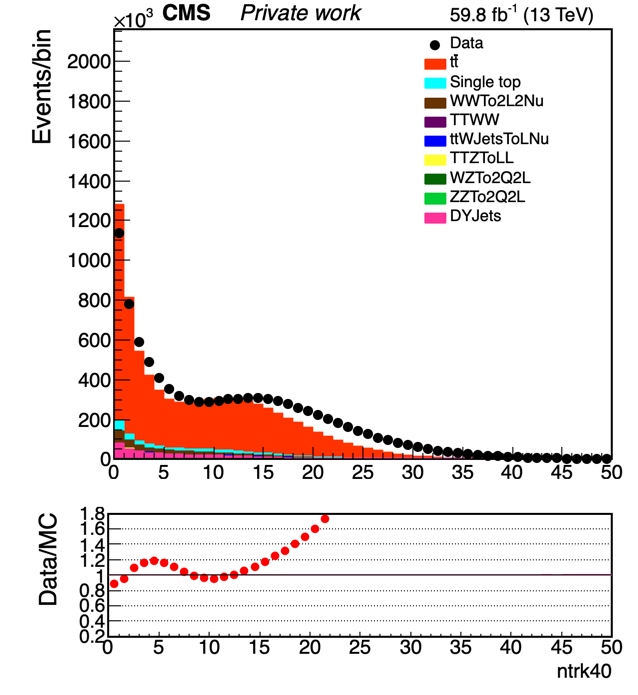 ×10³ CMS Private work 59.8 fb⁻¹ (13 TeV)
Events/bin
2000
1800
1600
1400
1200
1000
800
600
400
200
0
Data
tt̄
Single top
WWTo2L2Nu
TTWW
ttWJetsToLNu
TTZToLL
WZTo2Q2L
ZZTo2Q2L
DYJets
0 5 10 15 20 25 30 35 40 45 50
Data/MC
1.8
1.6
1.4
1.2
1
0.8
0.6
0.4
0.2
0 5 10 15 20 25 30 35 40 45 50
ntrk40